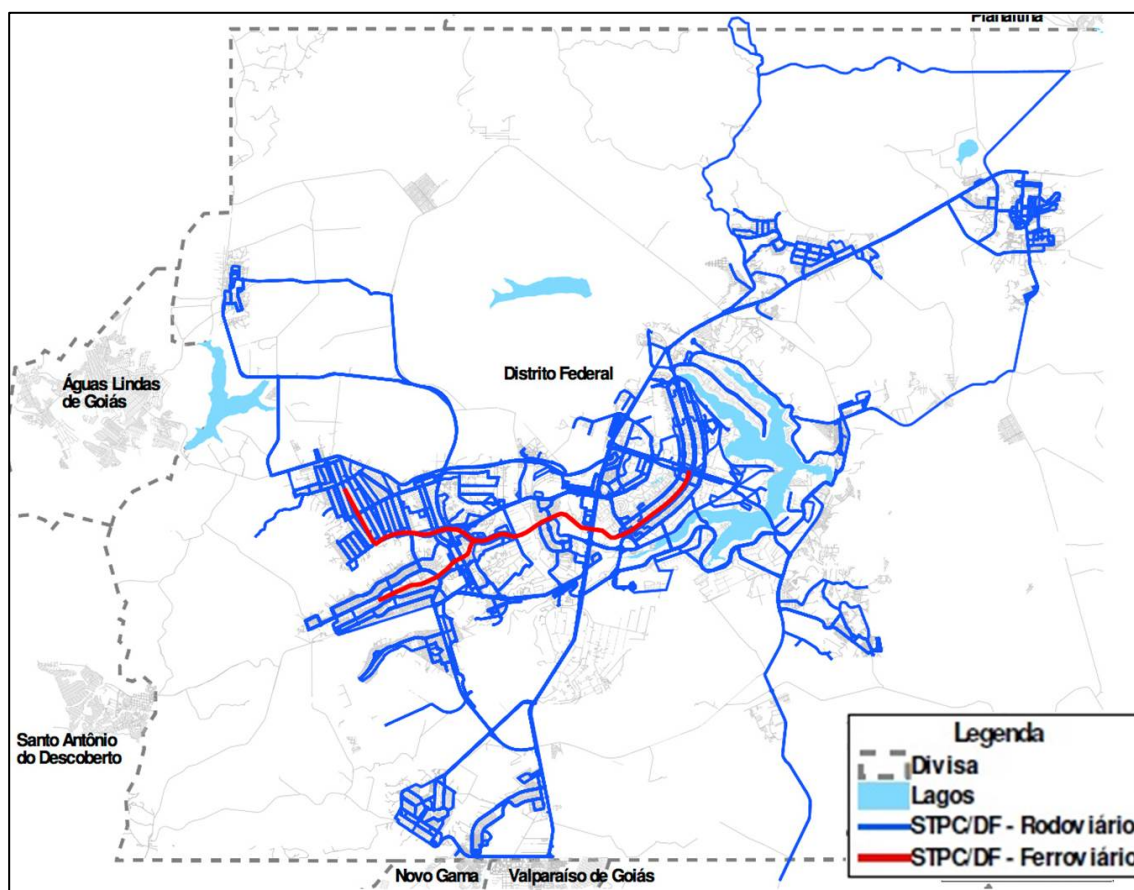 Planaltina
Águas Lindas
de Goiás
Distrito Federal
Santo Antônio
do Descoberto
Novo Gama
Valparaíso de Goiás
Legenda
Divisa
Lagos
STPC/DF - Rodoviário
STPC/DF - Ferroviário